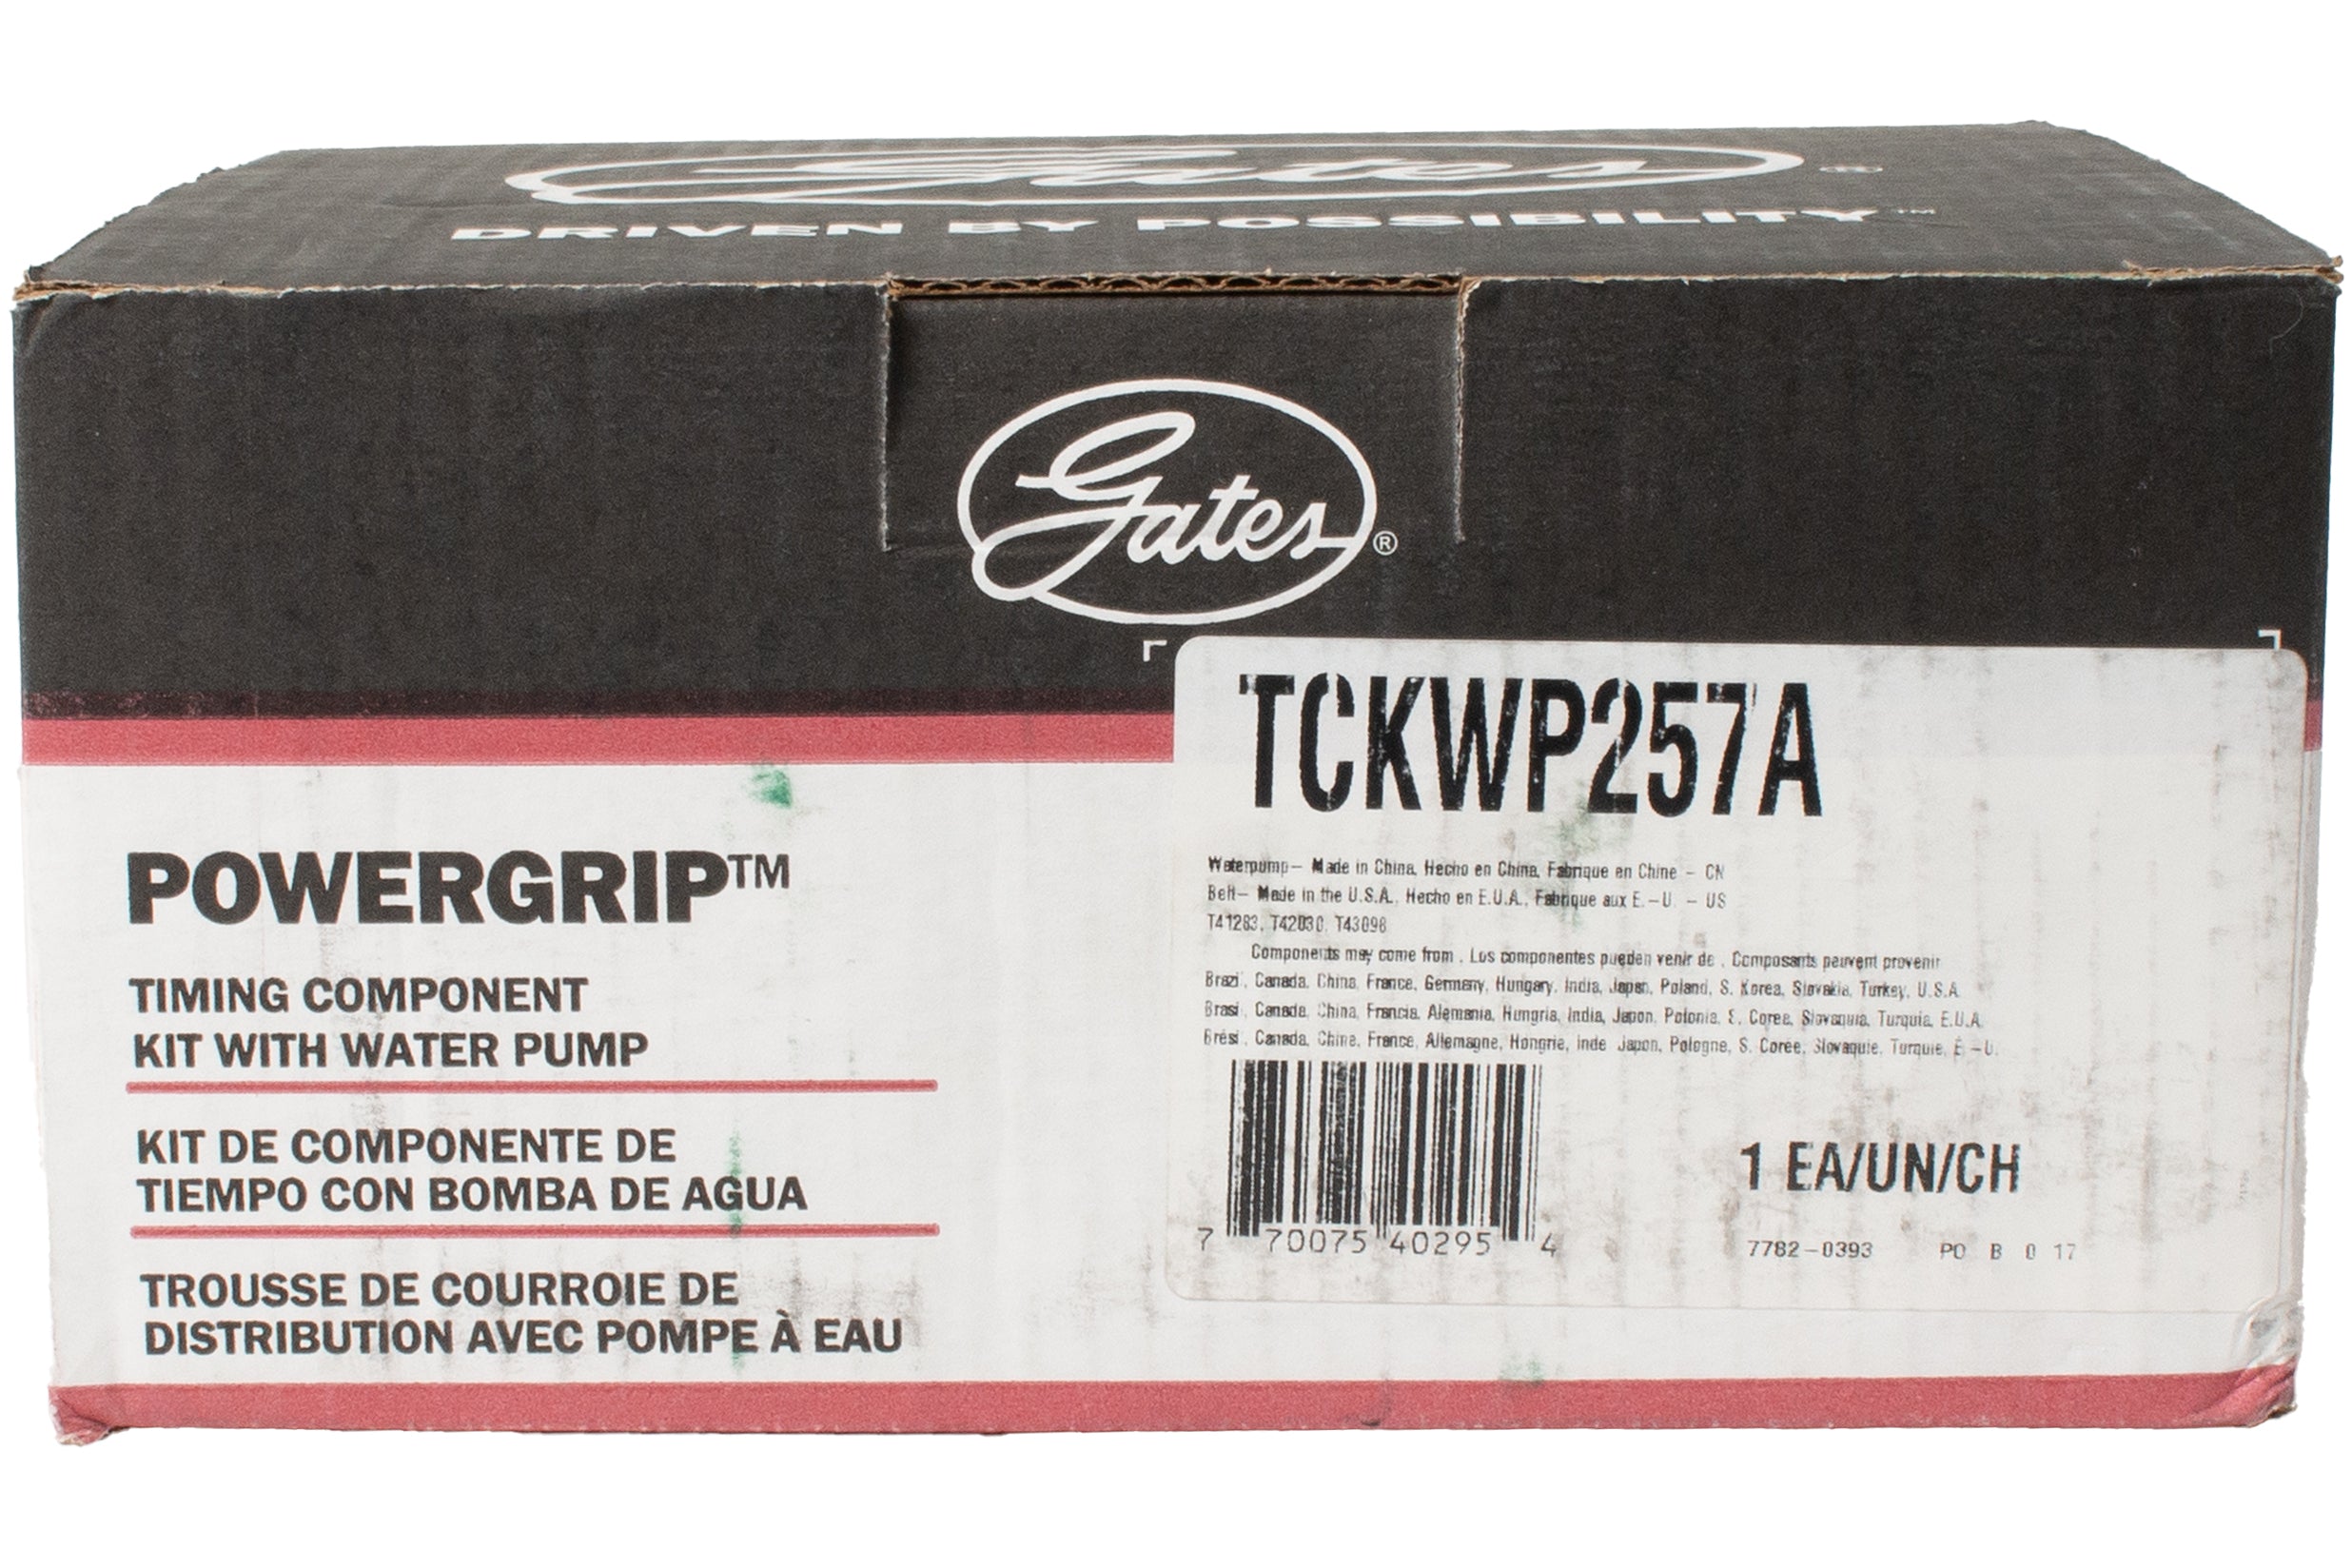 Gates ®
DRIVEN BY POSSIBILITY™
Gates®
TCKWP257A
POWERGRIP™
TIMING COMPONENT
KIT WITH WATER PUMP
KIT DE COMPONENTE DE
TIEMPO CON BOMBA DE AGUA
TROUSSE DE COURROIE DE
DISTRIBUTION AVEC POMPE À EAU
Waterpump– Made in China, Hecho en China, Fabrique en Chine – CN
Belt– Made in the U.S.A., Hecho en E.U.A., Fabrique aux E.–U. – US
T41283, T42030, T43098
Components may come from . Los componentes pueden venir de . Composants peuvent provenir
Brazil, Canada, China, France, Germany, Hungary, India, Japan, Poland, S. Korea, Slovakia, Turkey, U.S.A.
Brasil, Canada, China, Francia, Alemania, Hungria, India, Japon, Polonia, S. Corea, Slovaquia, Turquia, E.U.A.
Brésil, Canada, Chine, France, Allemagne, Hongrie, Inde Japon, Pologne, S. Corée, Slovaquie, Turquie, E.–U.
7 70075 40295 4
1 EA/UN/CH
7782-0393 PO B 0 17